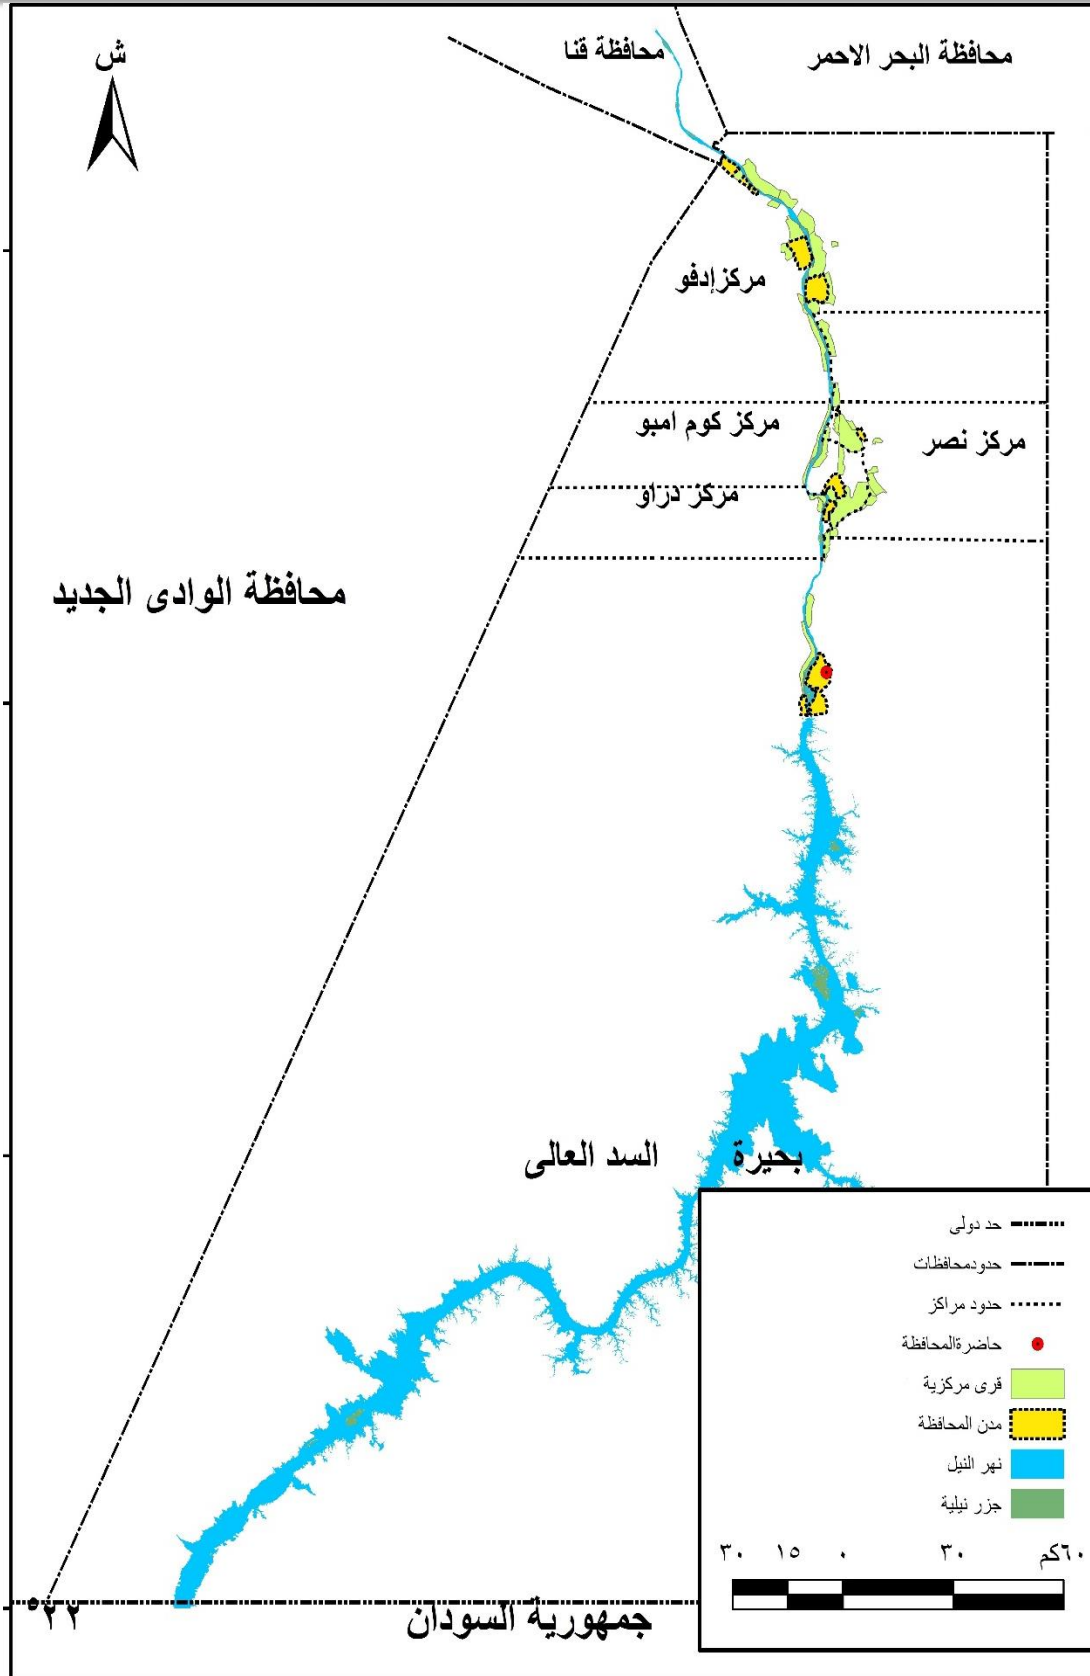 محافظة البحر الاحمر
محافظة قنا
ش
مركزإدفو
مركز كوم امبو
مركز نصر
مركز دراو
محافظة الوادى الجديد
بحيرة السد العالى
حد دولى
حدودمحافظات
حدود مراكز
حاضرةالمحافظة
قرى مركزية
مدن المحافظة
نهر النيل
جزر نيلية
٣٠ ١٥ ٠ ٣٠ ٦٠كم
جمهورية السودان